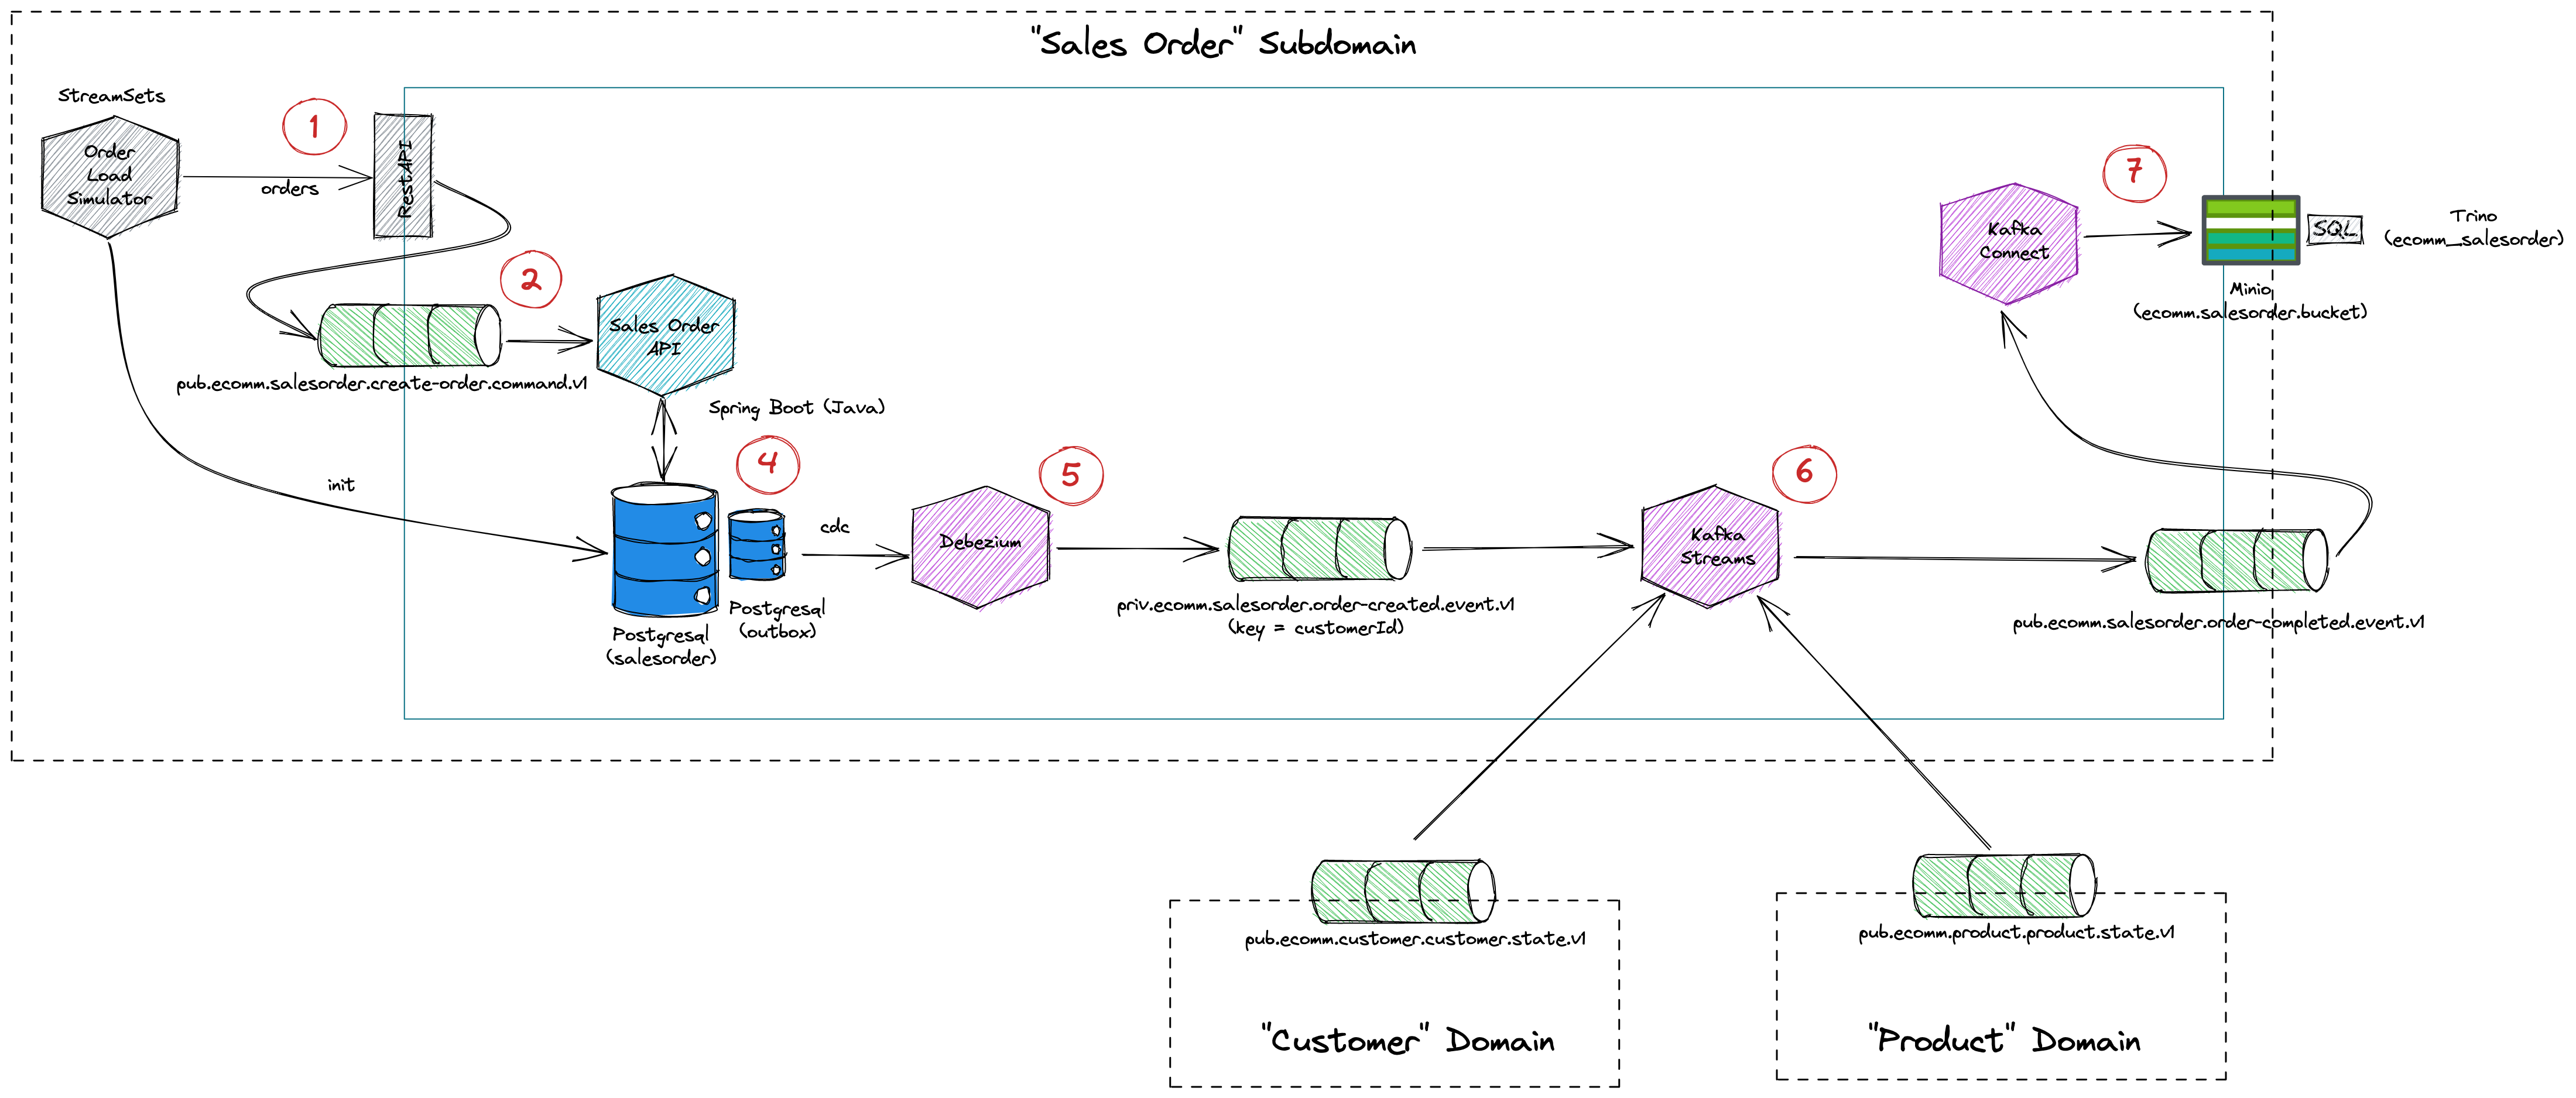 "Sales Order" Subdomain
StreamSets
Order
Load
Simulator
1
orders
RestAPI
2
pub.ecomm.salesorder.create-order.command.v1
Sales Order
API
Spring Boot (Java)
init
4
Postgresql
(salesorder)
Postgresql
(outbox)
cdc
Debezium
5
priv.ecomm.salesorder.order-created.event.v1
(key = customerId)
Kafka
Streams
6
pub.ecomm.salesorder.order-completed.event.v1
Kafka
Connect
7
SQL
Trino
(ecomm_salesorder)
Minio
(ecomm.salesorder.bucket)
pub.ecomm.customer.customer.state.v1
"Customer" Domain
pub.ecomm.product.product.state.v1
"Product" Domain